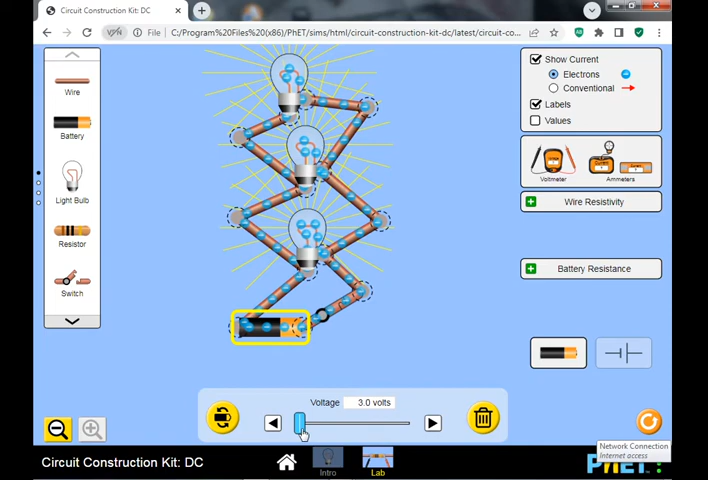 Circuit Construction Kit: DC
VPN
File
C:/Program%20Files%20(x86)/PhET/sims/html/circuit-construction-kit-dc/latest/circuit-co...
Wire
Battery
Light Bulb
Resistor
Switch
Show Current
Electrons
Conventional
Labels
Values
Voltmeter
Ammeters
Wire Resistivity
Battery Resistance
Voltage
3.0 volts
Network Connection
Internet access
Circuit Construction Kit: DC
Intro
Lab
PhET